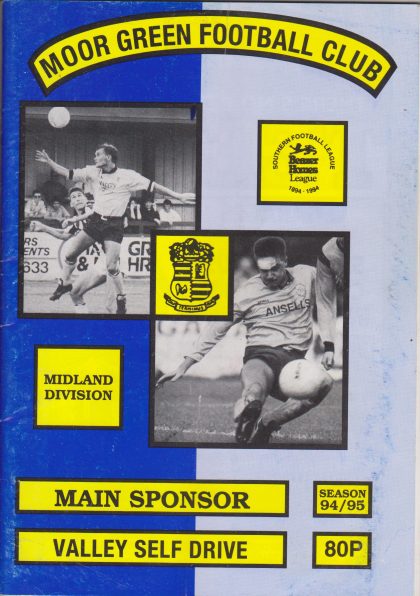 MOOR GREEN FOOTBALL CLUB
SOUTHERN FOOTBALL LEAGUE
Beazer
Homes
League
1894-1994
633
GR
HR
ANSELLS
MIDLAND
DIVISION
MAIN SPONSOR
SEASON
94/95
VALLEY SELF DRIVE
80P